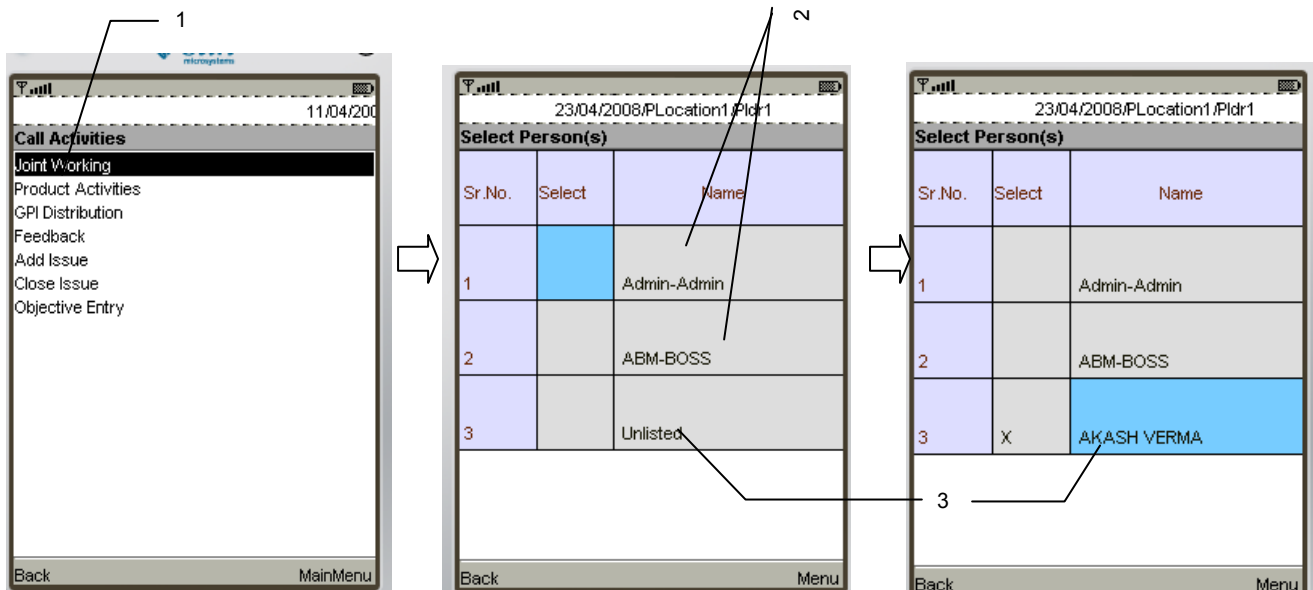 1
2
microsystems
11/04/200
Call Activities
Joint Working
Product Activities
GPI Distribution
Feedback
Add Issue
Close Issue
Objective Entry
Back MainMenu
23/04/2008/PLocation1/Pldr1
Select Person(s)
Sr.No. Select Name
1 Admin-Admin
2 ABM-BOSS
3 Unlisted
Back Menu
23/04/2008/PLocation1/Pldr1
Select Person(s)
Sr.No. Select Name
1 Admin-Admin
2 ABM-BOSS
3 X AKASH VERMA
Back Menu
3